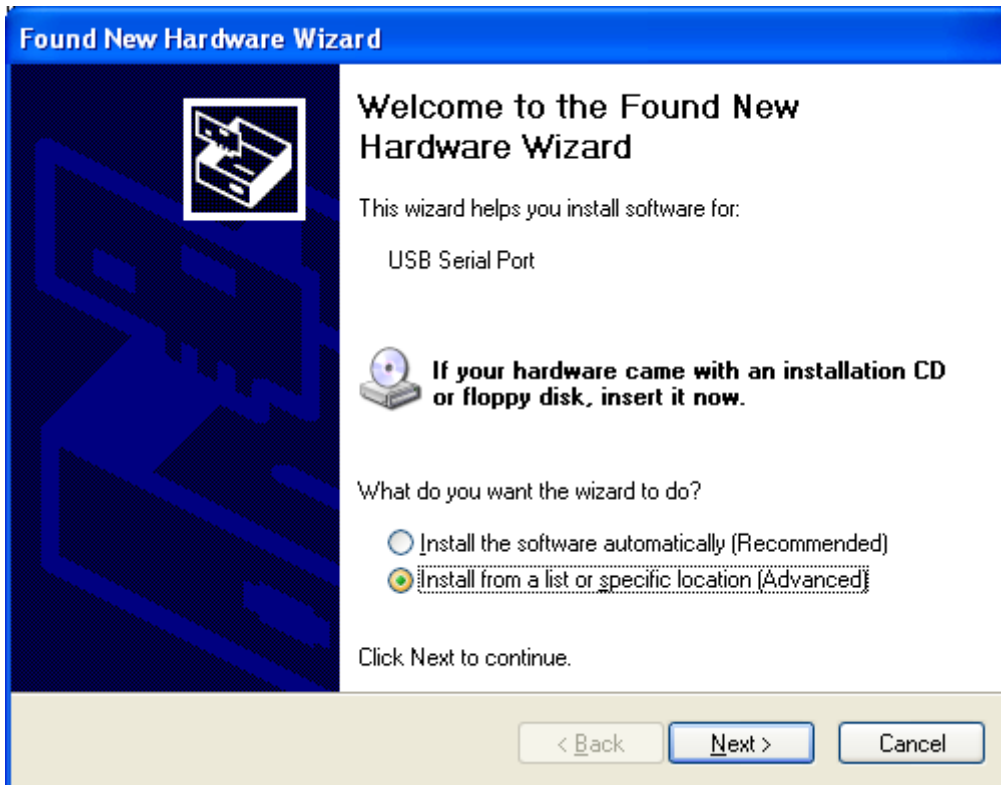 Found New Hardware Wizard
Welcome to the Found New
Hardware Wizard
This wizard helps you install software for:
USB Serial Port
If your hardware came with an installation CD
or floppy disk, insert it now.
What do you want the wizard to do?
Install the software automatically (Recommended)
Install from a list or specific location (Advanced)
Click Next to continue.
< Back
Next >
Cancel